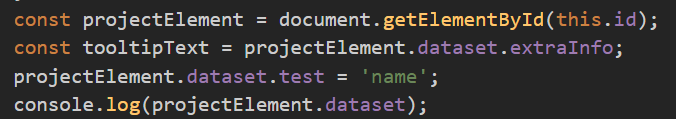 const projectElement = document.getElementById(this.id);
const tooltipText = projectElement.dataset.extraInfo;
projectElement.dataset.test = 'name';
console.log(projectElement.dataset);